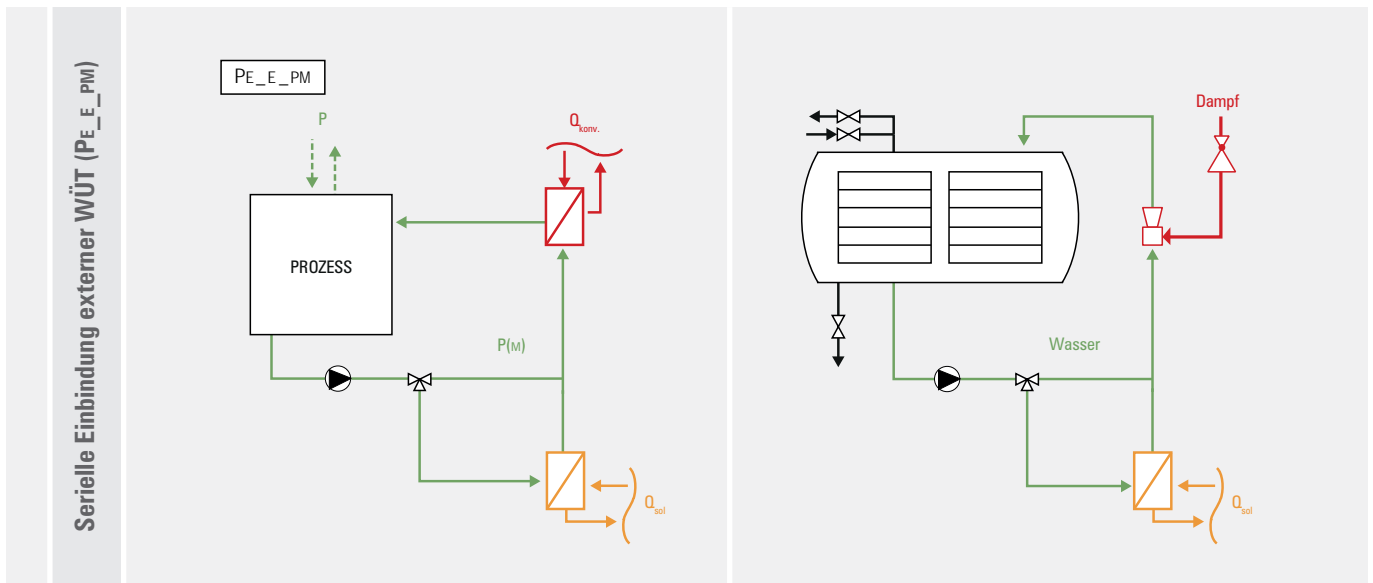 Serielle Einbindung externer WÜT (PE_E_PM)
PE_E_PM
P
Qkonv.
PROZESS
P(M)
Qsol
Dampf
Wasser
Qsol